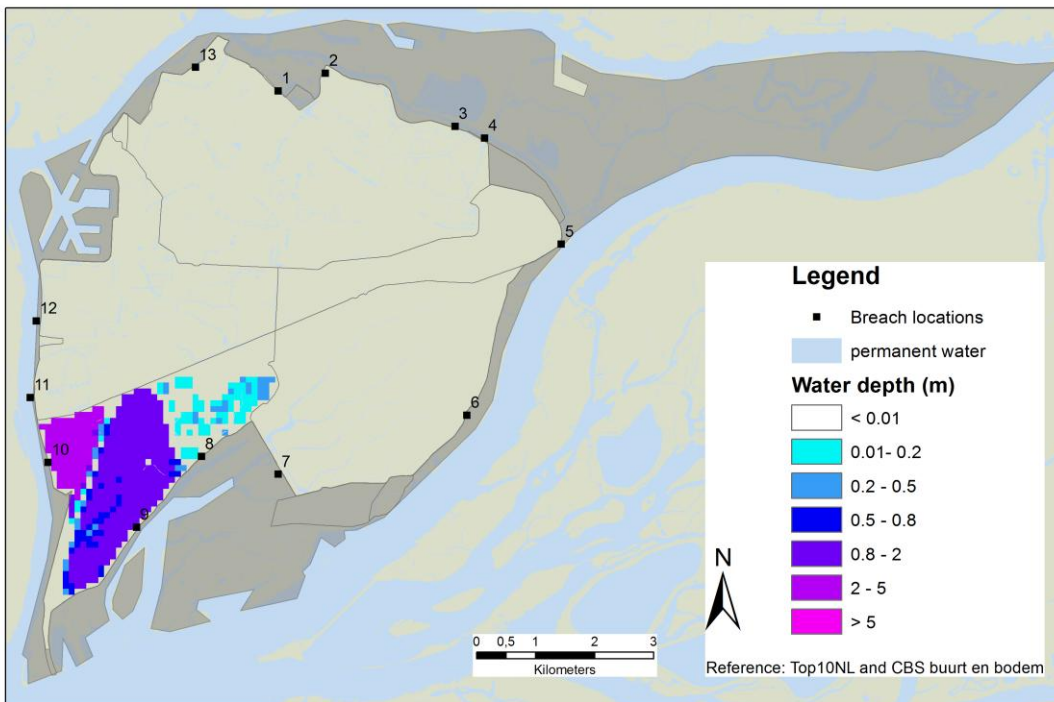 13
1
2
3
4
5
12
11
10
9
8
7
6
Legend
Breach locations
permanent water
Water depth (m)
< 0.01
0.01- 0.2
0.2 - 0.5
0.5 - 0.8
0.8 - 2
2 - 5
> 5
N
0 0,5 1 2 3
Kilometers
Reference: Top10NL and CBS buurt en bodem